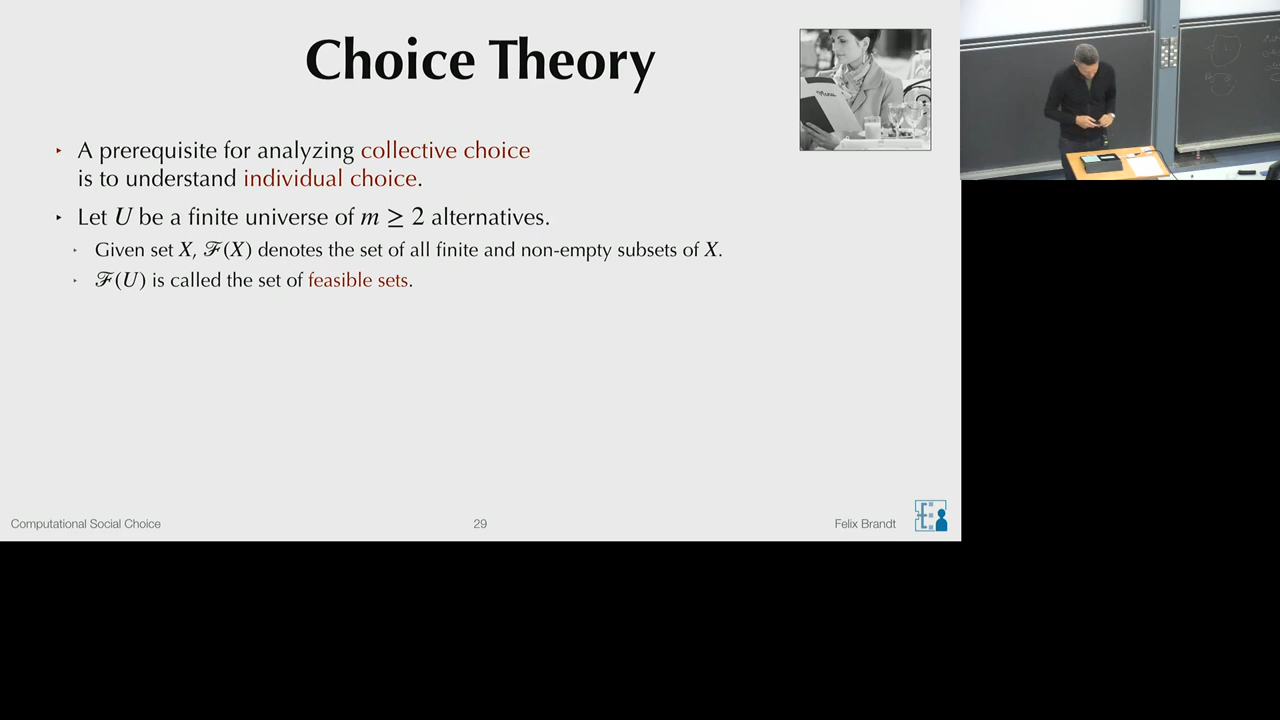 Choice Theory
Menu
‣ A prerequisite for analyzing collective choice
is to understand individual choice.
‣ Let U be a finite universe of m ≥ 2 alternatives.
‣ Given set X, ℱ(X) denotes the set of all finite and non-empty subsets of X.
‣ ℱ(U) is called the set of feasible sets.
Computational Social Choice
29
Felix Brandt